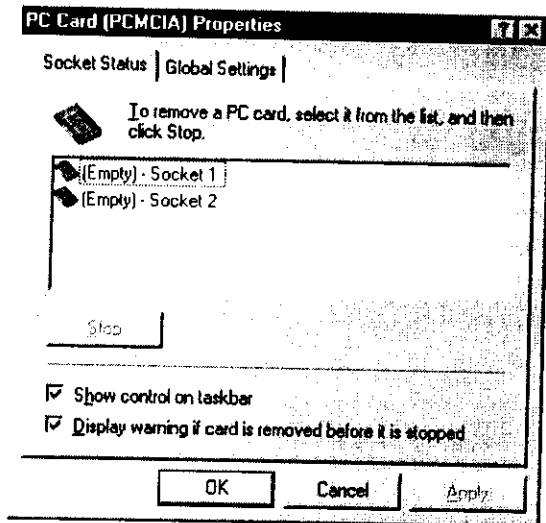 PC Card (PCMCIA) Properties
Socket Status Global Settings
To remove a PC card, select it from the list, and then
click Stop.
(Empty) - Socket 1
(Empty) - Socket 2
Stop
Show control on taskbar
Display warning if card is removed before it is stopped
OK Cancel Apply